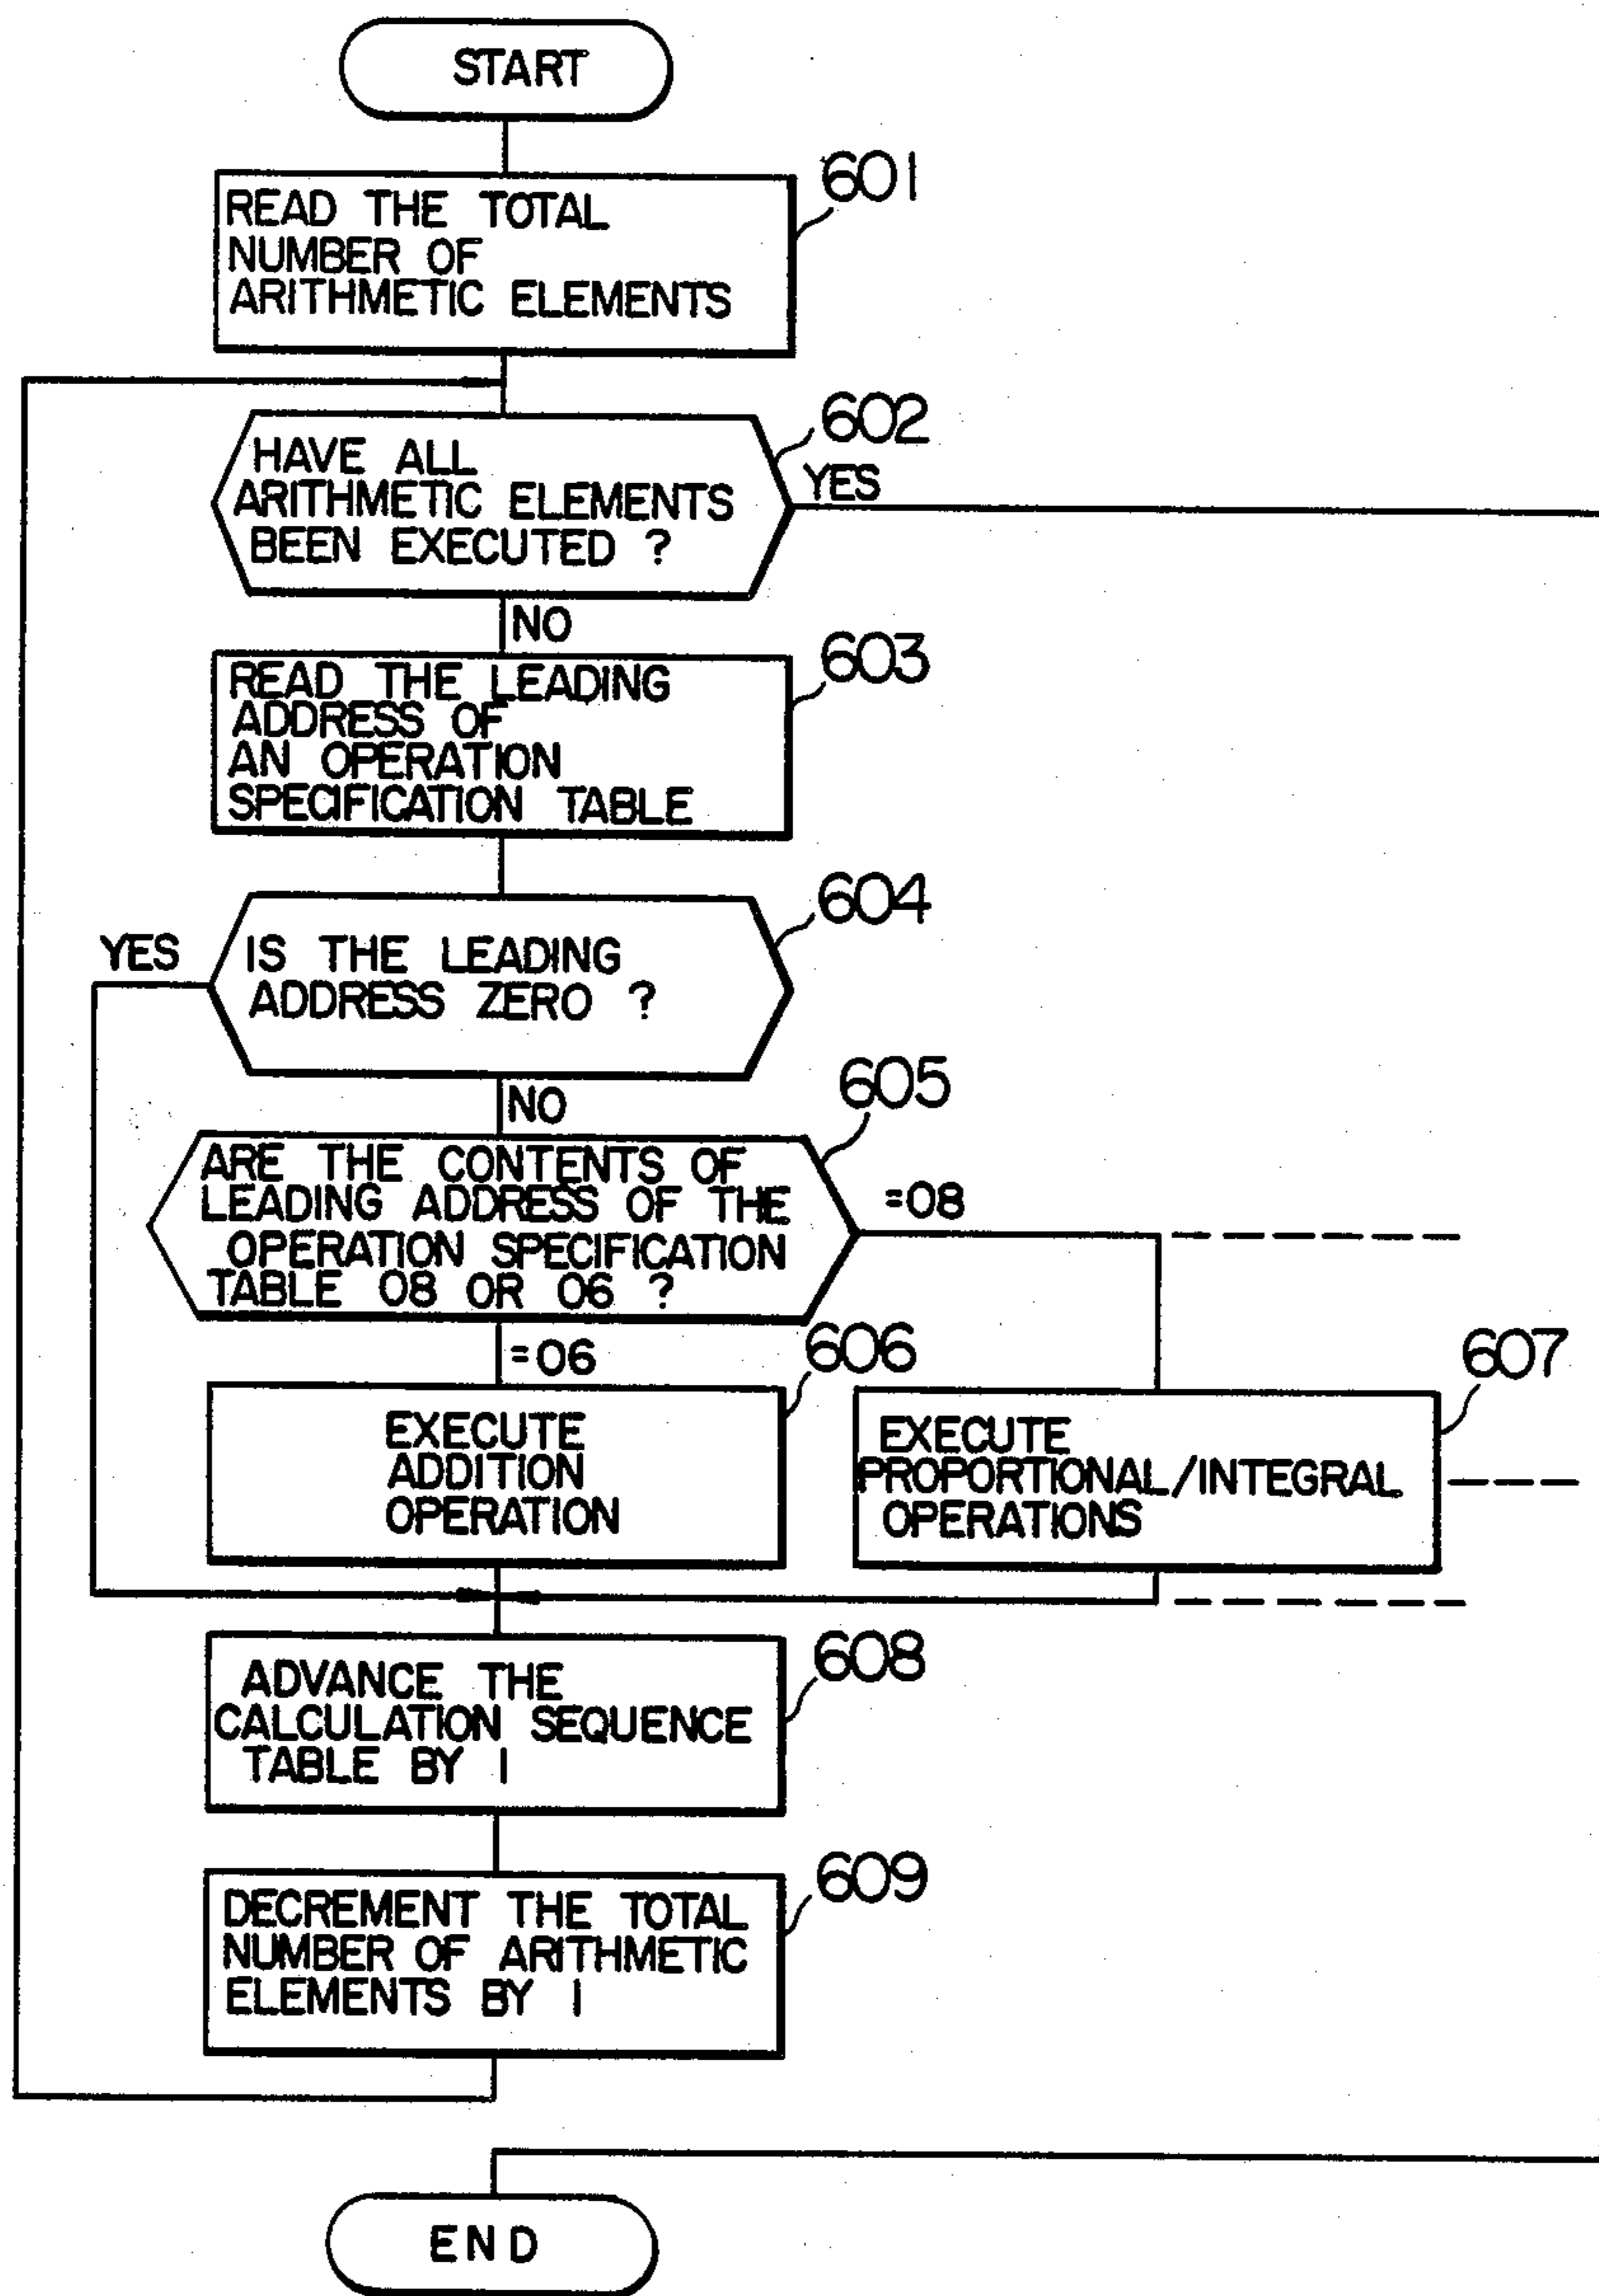 START
601
READ THE TOTAL
NUMBER OF
ARITHMETIC ELEMENTS
602
HAVE ALL
ARITHMETIC ELEMENTS
BEEN EXECUTED ?
YES
NO
603
READ THE LEADING
ADDRESS OF
AN OPERATION
SPECIFICATION TABLE
604
YES
IS THE LEADING
ADDRESS ZERO ?
NO
605
ARE THE CONTENTS OF
LEADING ADDRESS OF THE
OPERATION SPECIFICATION
TABLE 08 OR 06 ?
=08
=06
606
EXECUTE
ADDITION
OPERATION
607
EXECUTE
PROPORTIONAL/INTEGRAL
OPERATIONS
608
ADVANCE THE
CALCULATION SEQUENCE
TABLE BY 1
609
DECREMENT THE TOTAL
NUMBER OF ARITHMETIC
ELEMENTS BY 1
END